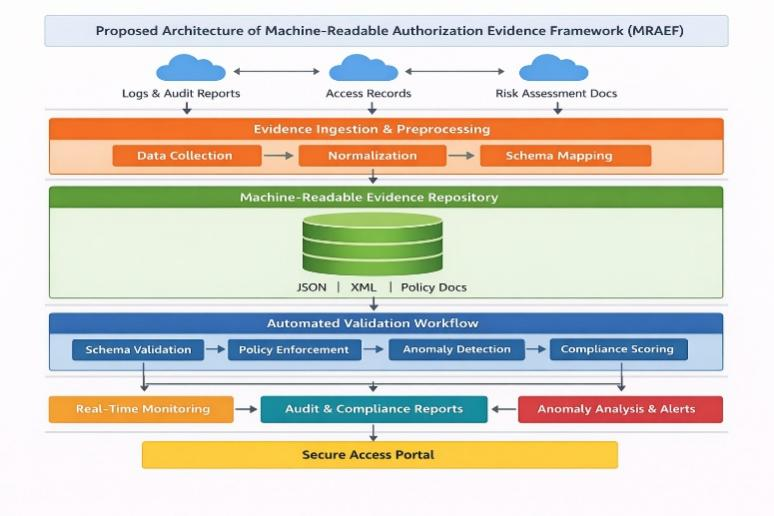 Proposed Architecture of Machine-Readable Authorization Evidence Framework (MRAEF)
Logs & Audit Reports
Access Records
Risk Assessment Docs
Evidence Ingestion & Preprocessing
Data Collection
Normalization
Schema Mapping
Machine-Readable Evidence Repository
JSON | XML | Policy Docs
Automated Validation Workflow
Schema Validation
Policy Enforcement
Anomaly Detection
Compliance Scoring
Real-Time Monitoring
Audit & Compliance Reports
Anomaly Analysis & Alerts
Secure Access Portal